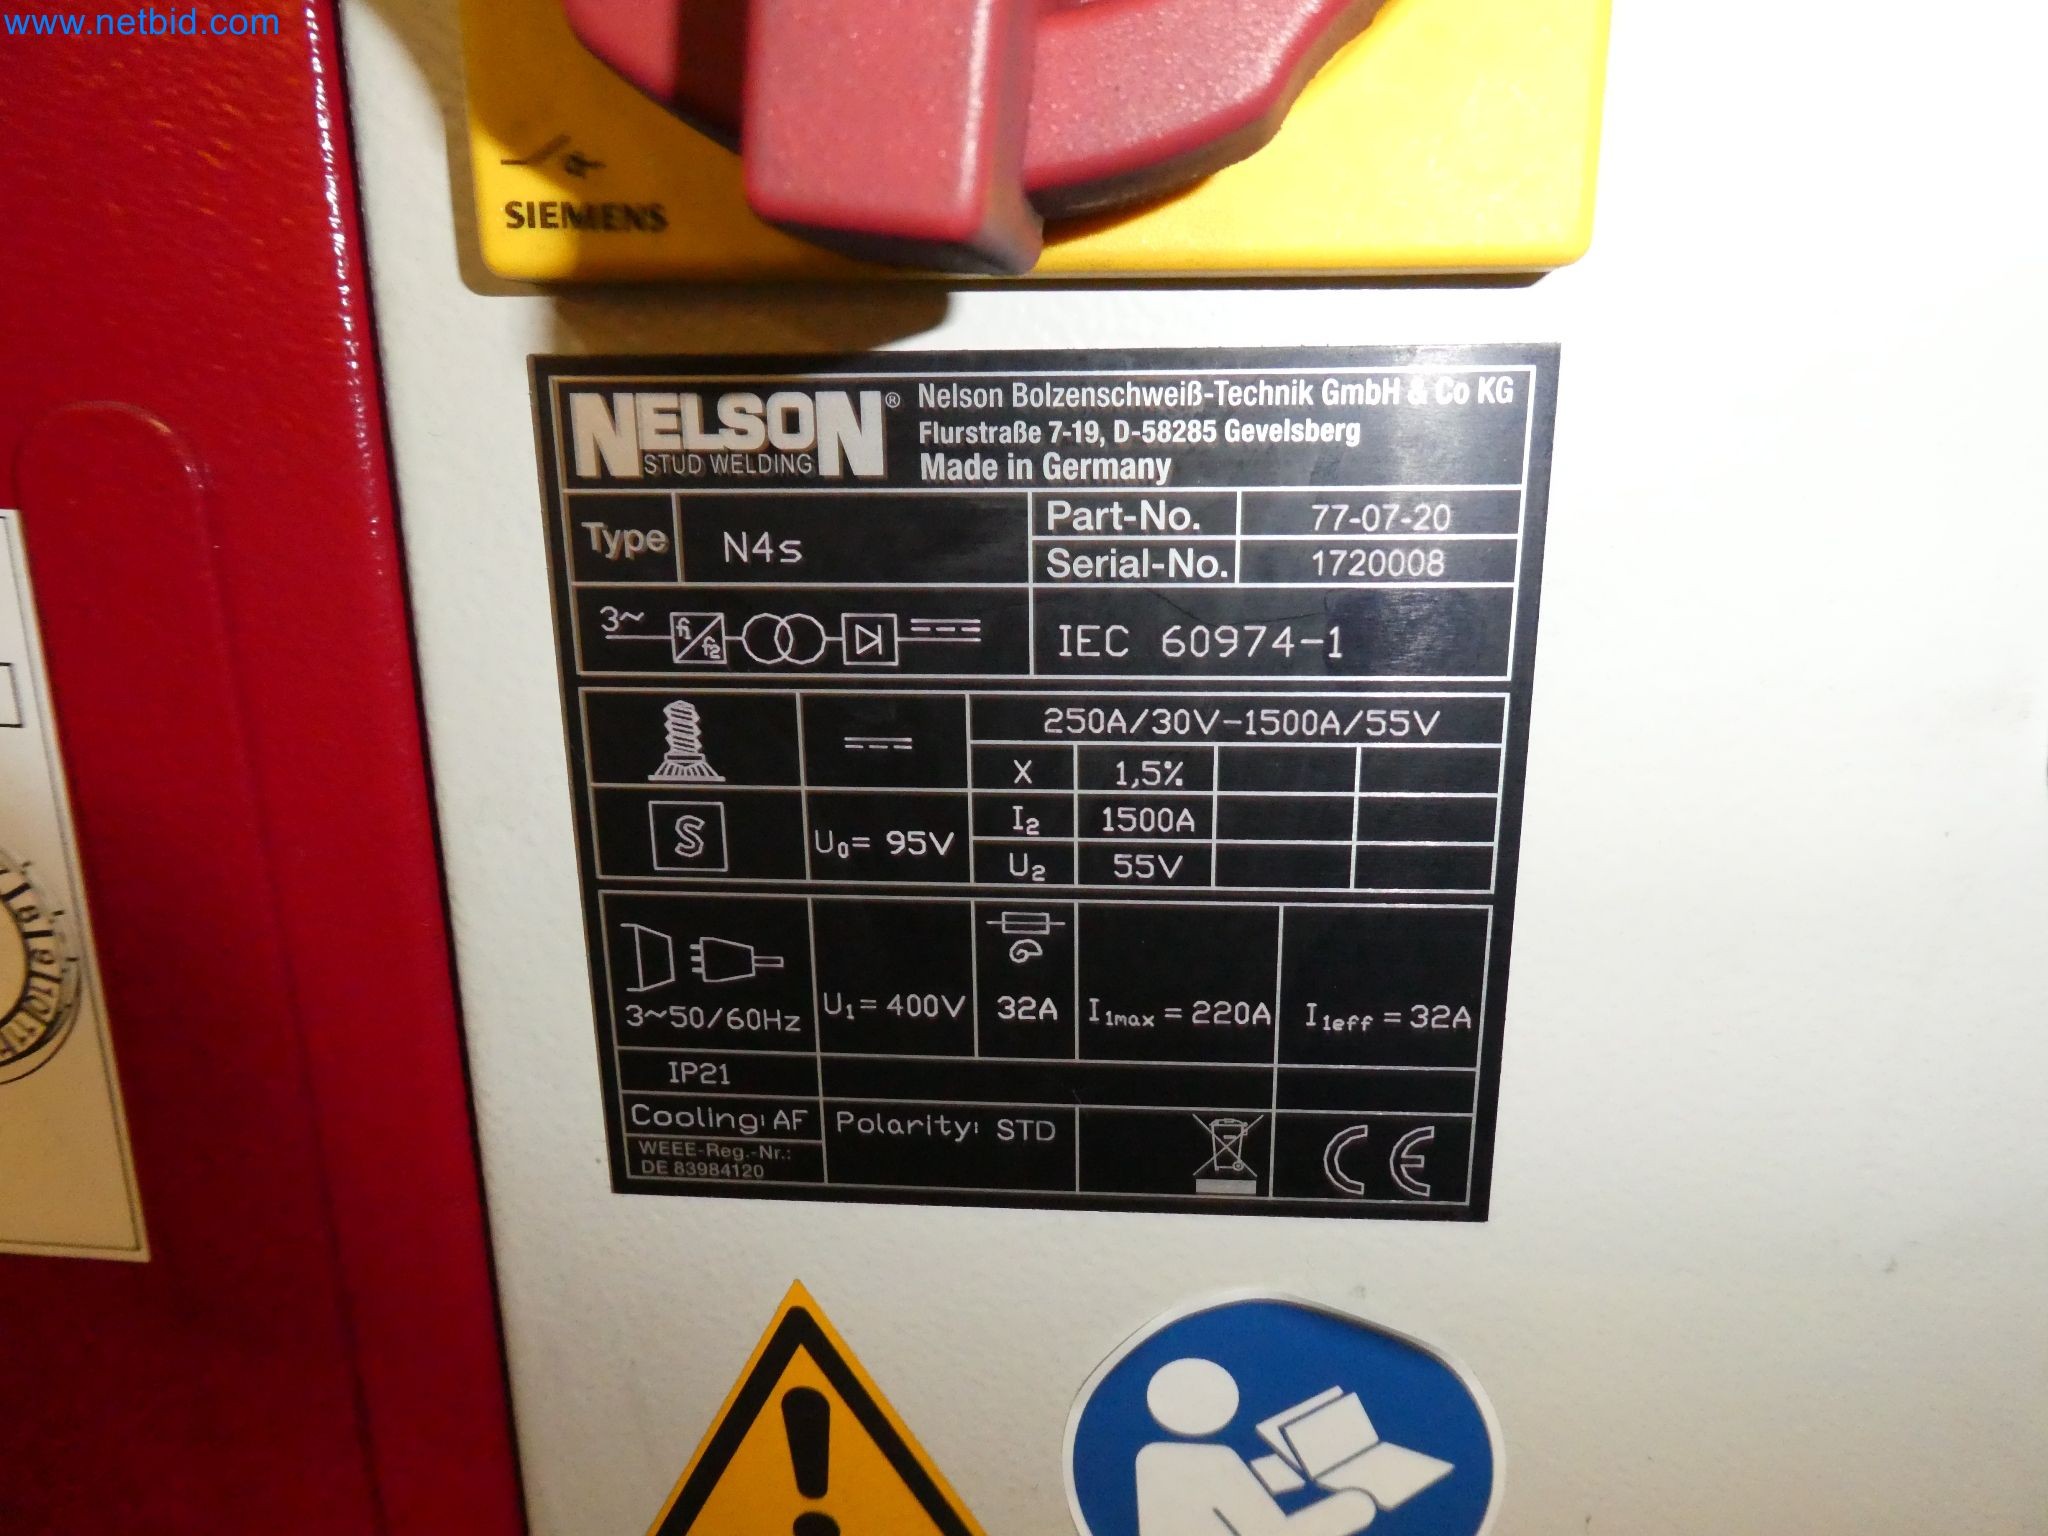 www.netbid.com
SIEMENS
NELSON®
STUD WELDING
Nelson Bolzenschweiß-Technik GmbH & Co KG
Flurstraße 7-19, D-58285 Gevelsberg
Made in Germany
Type N4s
Part-No. 77-07-20
Serial-No. 1720008
3~ f1 f2
IEC 60974-1
250A/30V-1500A/55V
X 1,5%
S
U0= 95V
I2 1500A
U2 55V
3~50/60Hz
U1= 400V
32A
I1max = 220A
I1eff = 32A
IP21
Cooling: AF
Polarity: STD
WEEE-Reg.-Nr.:
DE 83984120
CE